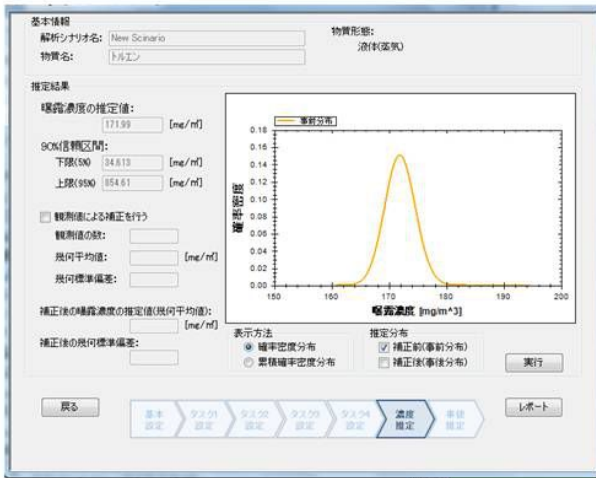 基本情報
解析シナリオ名: New Scinario
物質名: トルエン
物質形態:
液体(蒸気)
推定結果
曝露濃度の推定値:
171.99 [mg/㎥]
90%信頼区間:
下限(5%) 34.613 [mg/㎥]
上限(95%) 854.61 [mg/㎥]
観測値による補正を行う
観測値の数:
幾何平均値: [mg/㎥]
幾何標準偏差:
補正後の曝露濃度の推定値(幾何平均値):
[mg/㎥]
補正後の幾何標準偏差:
事前分布
確率密度
0.18
0.16
0.14
0.12
0.10
0.08
0.06
0.04
0.02
0.00
150 160 170 180 190 200
曝露濃度 [mg/m^3]
表示方法
確率密度分布
累積確率密度分布
推定分布
補正前(事前分布)
補正後(事後分布)
実行
戻る
基本設定
タスク1設定
タスク2設定
タスク3設定
タスク4設定
濃度推定
事後推定
レポート